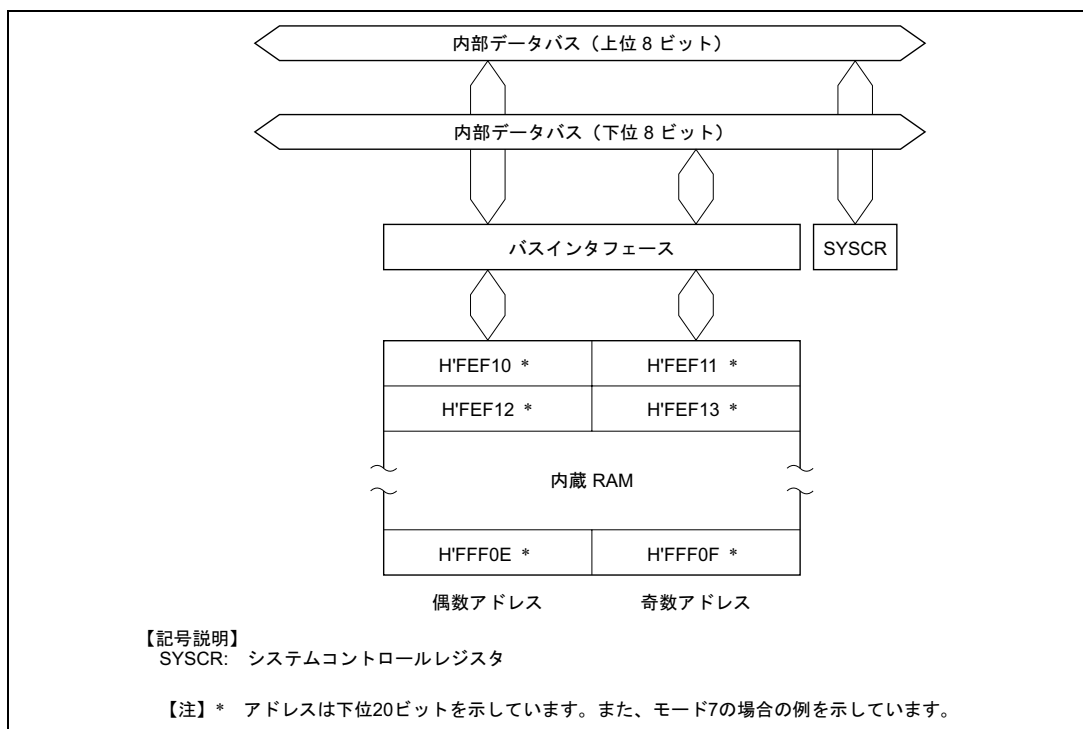 内部データバス（上位 8 ビット）
内部データバス（下位 8 ビット）
バスインタフェース
SYSCR
H'FEF10 *
H'FEF11 *
H'FEF12 *
H'FEF13 *
内蔵 RAM
H'FFF0E *
H'FFF0F *
偶数アドレス
奇数アドレス
【記号説明】
SYSCR: システムコントロールレジスタ
【注】* アドレスは下位20ビットを示しています。また、モード7の場合の例を示しています。